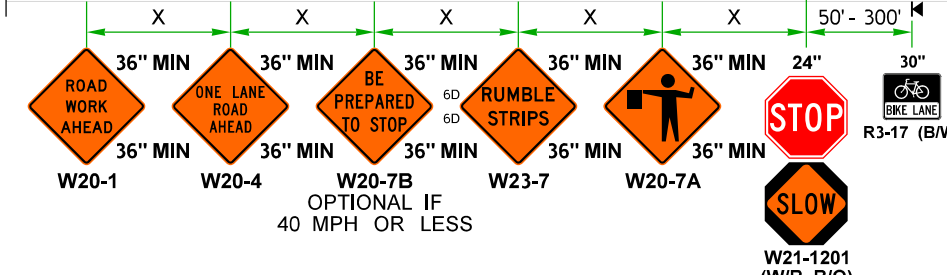 X X X X X 50' - 300'
36" MIN 36" MIN 36" MIN 36" MIN 36" MIN 24" 30"
ROAD
WORK
AHEAD
ONE LANE
ROAD
AHEAD
BE
PREPARED
TO STOP
6D
6D
RUMBLE
STRIPS
STOP
BIKE LANE
36" MIN 36" MIN 36" MIN 36" MIN 36" MIN
R3-17 (B/W
W20-1 W20-4 W20-7B W23-7 W20-7A
OPTIONAL IF
40 MPH OR LESS
SLOW
W21-1201
(W/R, B/O)